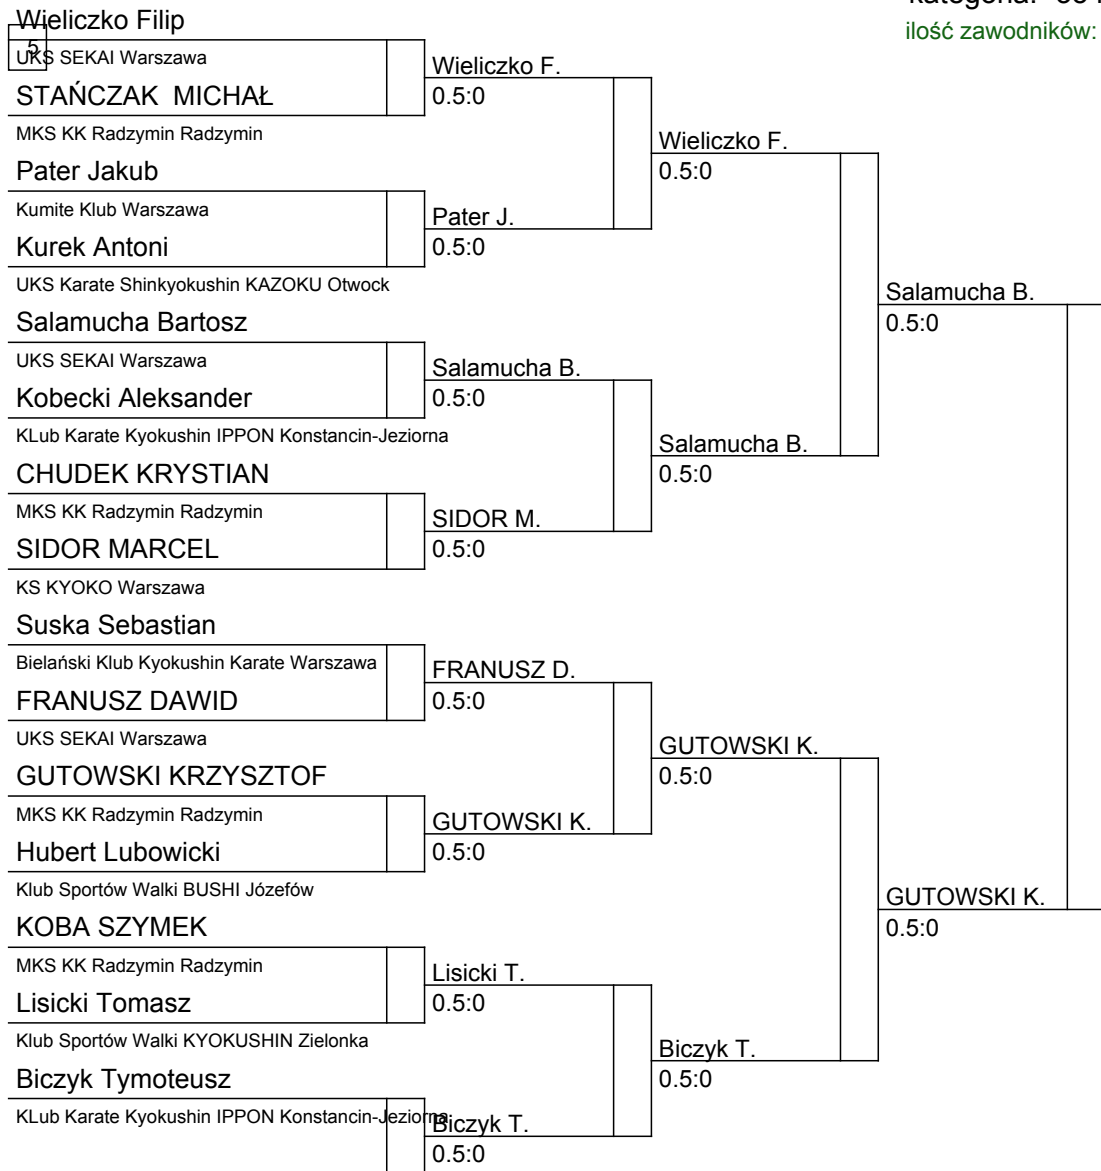 kategoria:
ilość zawodników:
Wieliczko Filip
5
UKS SEKAI Warszawa
STAŃCZAK MICHAŁ
MKS KK Radzymin Radzymin
Pater Jakub
Kumite Klub Warszawa
Kurek Antoni
UKS Karate Shinkyokushin KAZOKU Otwock
Salamucha Bartosz
UKS SEKAI Warszawa
Kobecki Aleksander
KLub Karate Kyokushin IPPON Konstancin-Jeziorna
CHUDEK KRYSTIAN
MKS KK Radzymin Radzymin
SIDOR MARCEL
KS KYOKO Warszawa
Suska Sebastian
Bielański Klub Kyokushin Karate Warszawa
FRANUSZ DAWID
UKS SEKAI Warszawa
GUTOWSKI KRZYSZTOF
MKS KK Radzymin Radzymin
Hubert Lubowicki
Klub Sportów Walki BUSHI Józefów
KOBA SZYMEK
MKS KK Radzymin Radzymin
Lisicki Tomasz
Klub Sportów Walki KYOKUSHIN Zielonka
Biczyk Tymoteusz
KLub Karate Kyokushin IPPON Konstancin-Jeziorna
Wieliczko F.
0.5:0
Pater J.
0.5:0
Salamucha B.
0.5:0
SIDOR M.
0.5:0
FRANUSZ D.
0.5:0
GUTOWSKI K.
0.5:0
Lisicki T.
0.5:0
Biczyk T.
0.5:0
Wieliczko F.
0.5:0
Salamucha B.
0.5:0
GUTOWSKI K.
0.5:0
Biczyk T.
0.5:0
Salamucha B.
0.5:0
GUTOWSKI K.
0.5:0